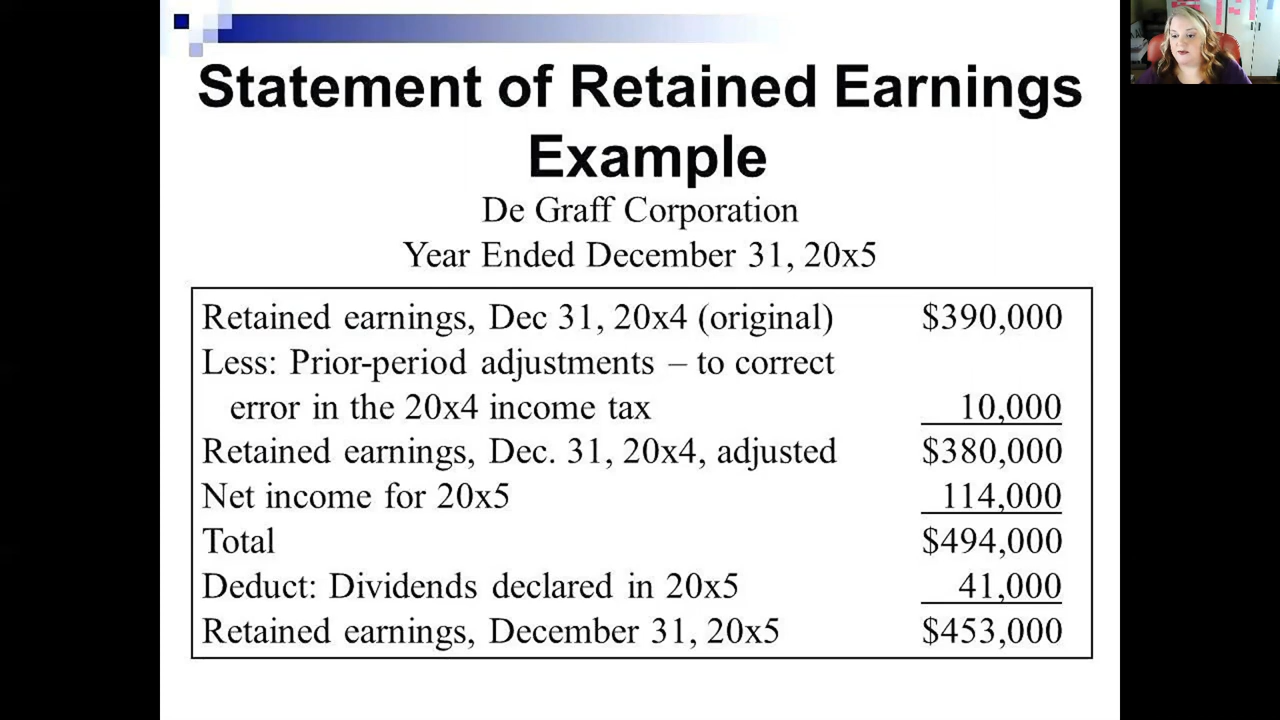 Statement of Retained Earnings
Example
De Graff Corporation
Year Ended December 31, 20x5
Retained earnings, Dec 31, 20x4 (original) $390,000
Less: Prior-period adjustments – to correct
error in the 20x4 income tax 10,000
Retained earnings, Dec. 31, 20x4, adjusted $380,000
Net income for 20x5 114,000
Total $494,000
Deduct: Dividends declared in 20x5 41,000
Retained earnings, December 31, 20x5 $453,000